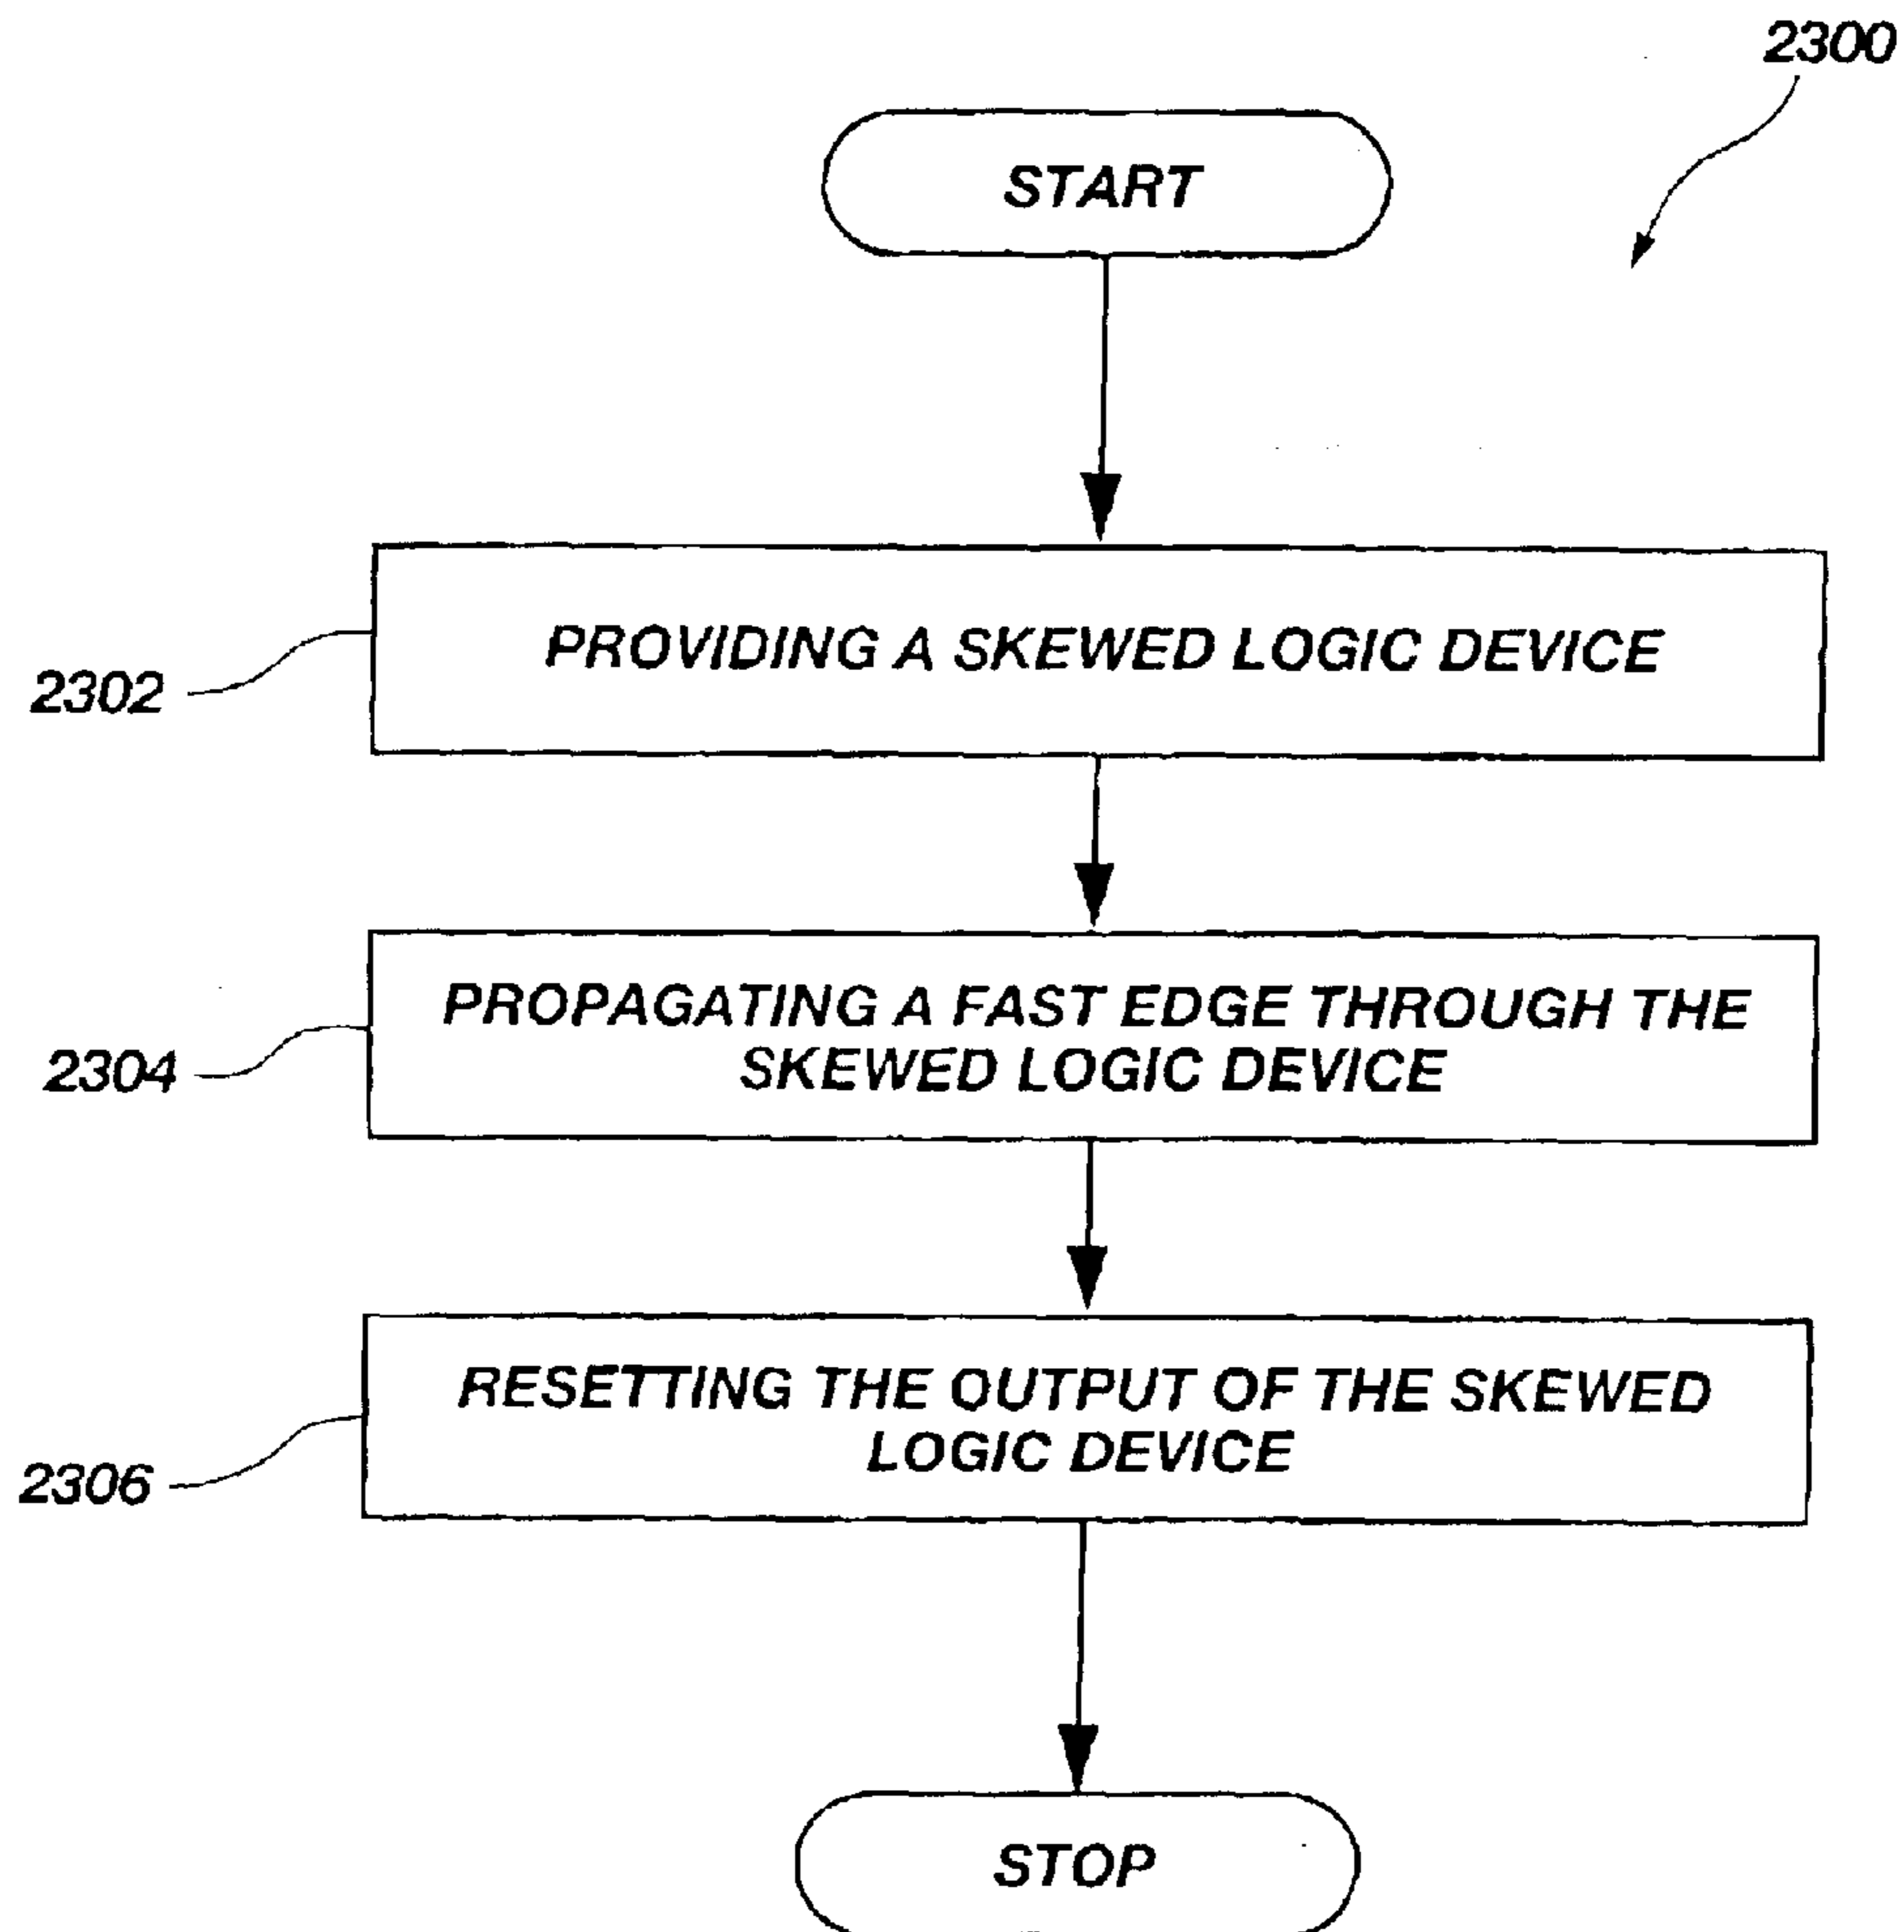 2300
START
PROVIDING A SKEWED LOGIC DEVICE
2302
PROPAGATING A FAST EDGE THROUGH THE
SKEWED LOGIC DEVICE
2304
RESETTING THE OUTPUT OF THE SKEWED
LOGIC DEVICE
2306
STOP